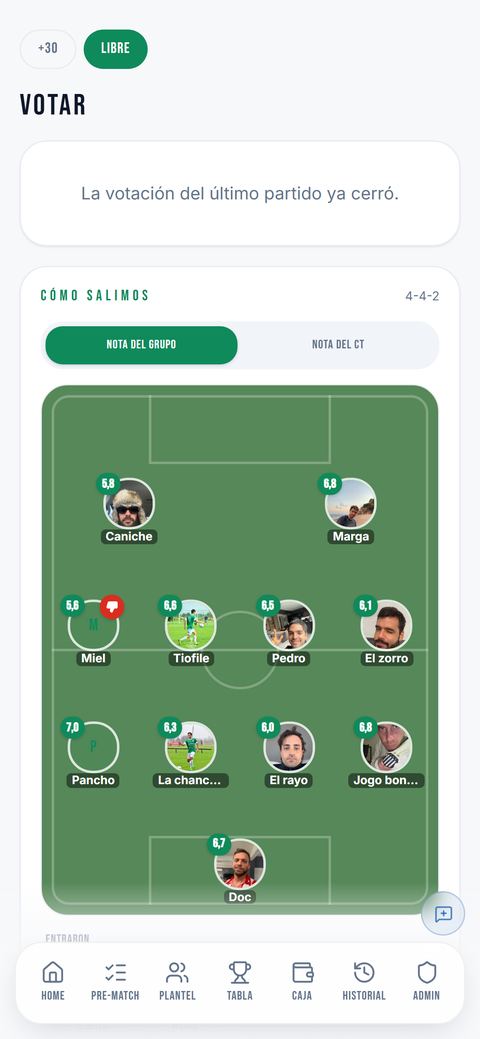 +30
LIBRE
VOTAR
La votación del último partido ya cerró.
CÓMO SALIMOS
4-4-2
NOTA DEL GRUPO
NOTA DEL CT
5,8
Caniche
6,8
Marga
5,6
M
Miel
6,6
Tiofile
6,5
Pedro
6,1
El zorro
7,0
P
Pancho
6,3
La chanc...
6,0
El rayo
6,8
Jogo bon...
6,7
Doc
ENTRARON
HOME
PRE-MATCH
PLANTEL
TABLA
CAJA
HISTORIAL
ADMIN